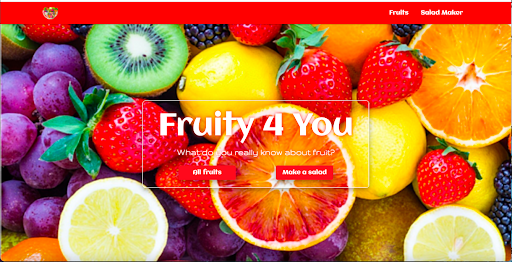 Fruits Salad Maker
Fruity 4 You
What do you really know about fruit?
All fruits Make a salad